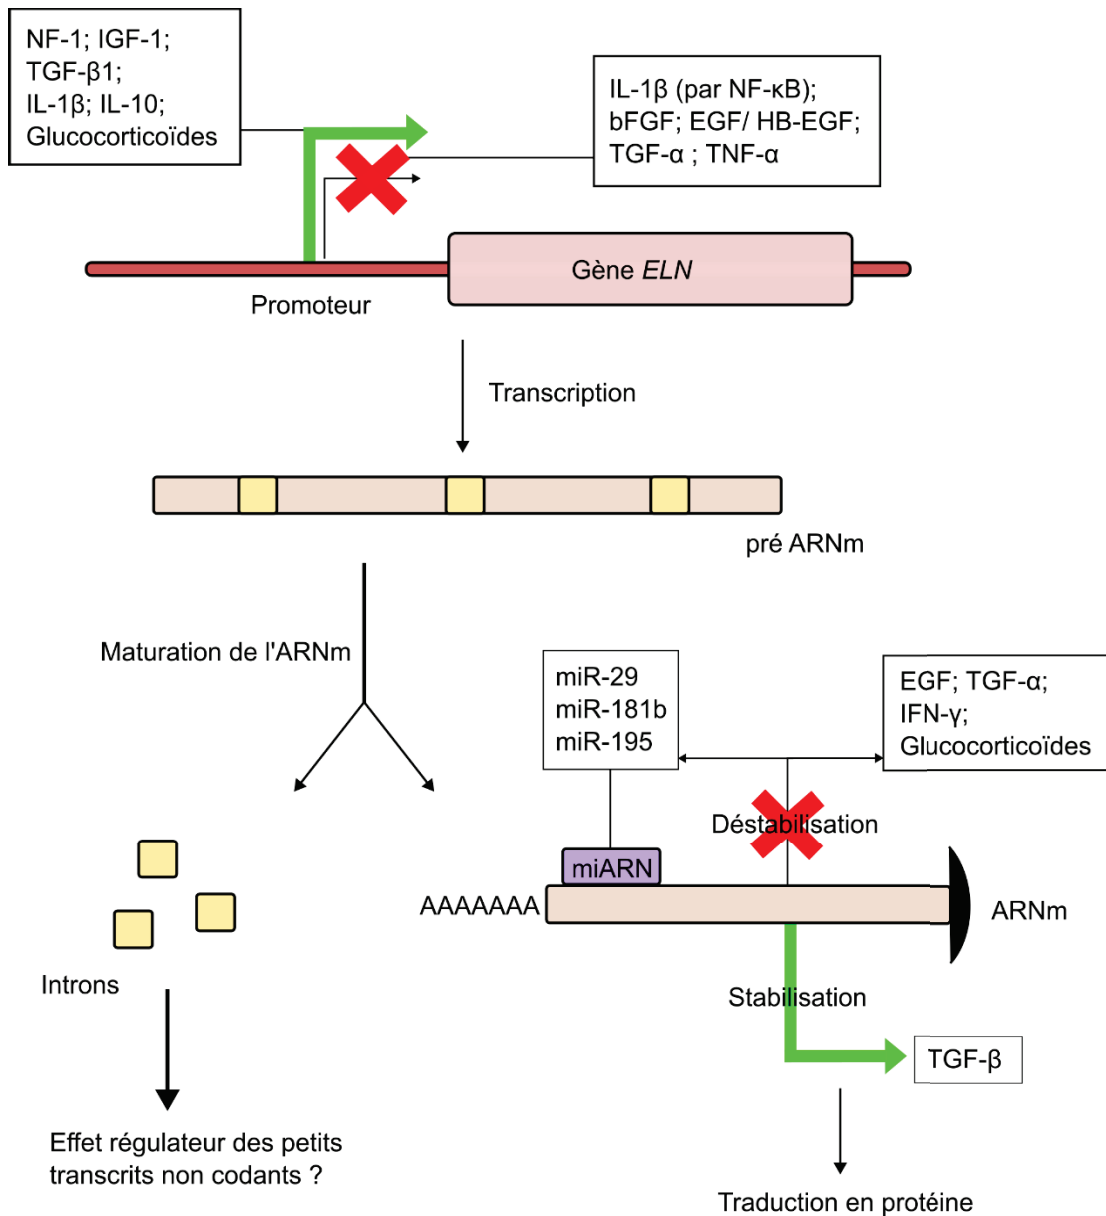 NF-1; IGF-1;
TGF-β1;
IL-1β; IL-10;
Glucocorticoïdes
IL-1β (par NF-κB);
bFGF; EGF/ HB-EGF;
TGF-α ; TNF-α
Gène ELN
Promoteur
Transcription
pré ARNm
Maturation de l'ARNm
miR-29
miR-181b
miR-195
EGF; TGF-α;
IFN-γ;
Glucocorticoïdes
Déstabilisation
miARN
AAAAAAA
ARNm
Introns
Stabilisation
TGF-β
Effet régulateur des petits
transcrits non codants ?
Traduction en protéine